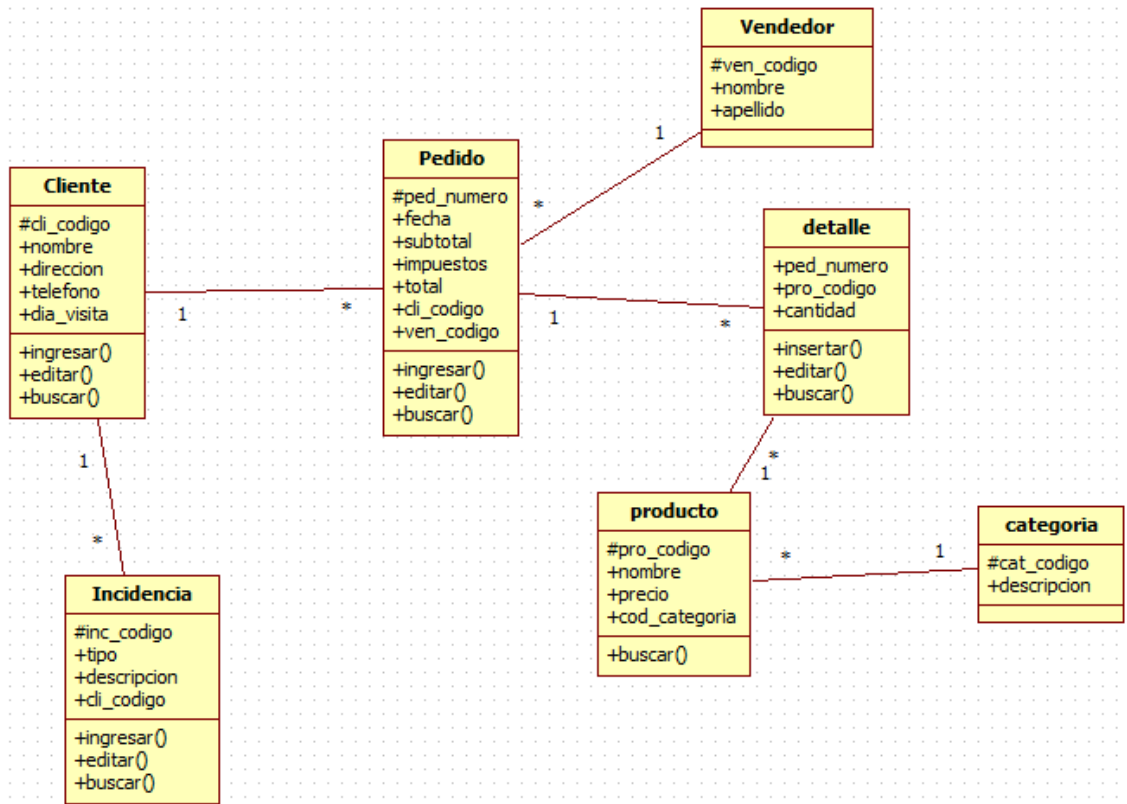 Vendedor
#ven_codigo
+nombre
+apellido
1
*
Pedido
#ped_numero
+fecha
+subtotal
+impuestos
+total
+cli_codigo
+ven_codigo
+ingresar()
+editar()
+buscar()
Cliente
#cli_codigo
+nombre
+direccion
+telefono
+dia_visita
+ingresar()
+editar()
+buscar()
1
*
detalle
+ped_numero
+pro_codigo
+cantidad
+insertar()
+editar()
+buscar()
1
*
1
*
*
1
producto
#pro_codigo
+nombre
+precio
+cod_categoria
+buscar()
*
1
categoria
#cat_codigo
+descripcion
Incidencia
#inc_codigo
+tipo
+descripcion
+cli_codigo
+ingresar()
+editar()
+buscar()